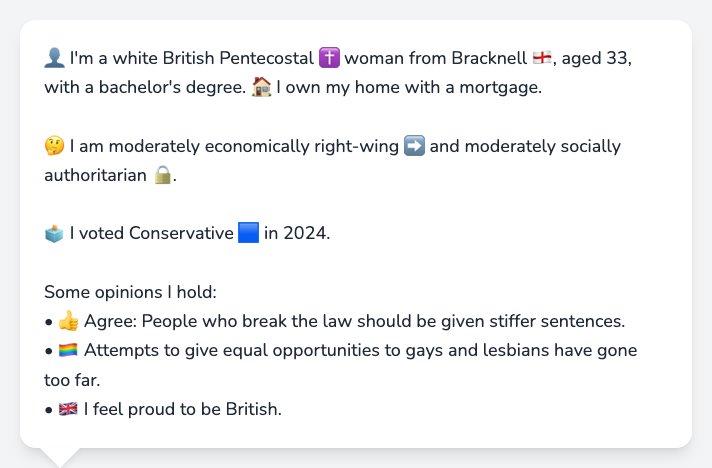 👤 I'm a white British Pentecostal ✝️ woman from Bracknell 🏴󠁧󠁢󠁥󠁮󠁧󠁿, aged 33,
with a bachelor's degree. 🏠 I own my home with a mortgage.
🤔 I am moderately economically right-wing ➡️ and moderately socially
authoritarian 🔒.
🗳️ I voted Conservative 🟦 in 2024.
Some opinions I hold:
• 👍 Agree: People who break the law should be given stiffer sentences.
• 🏳️‍🌈 Attempts to give equal opportunities to gays and lesbians have gone
too far.
• 🇬🇧 I feel proud to be British.